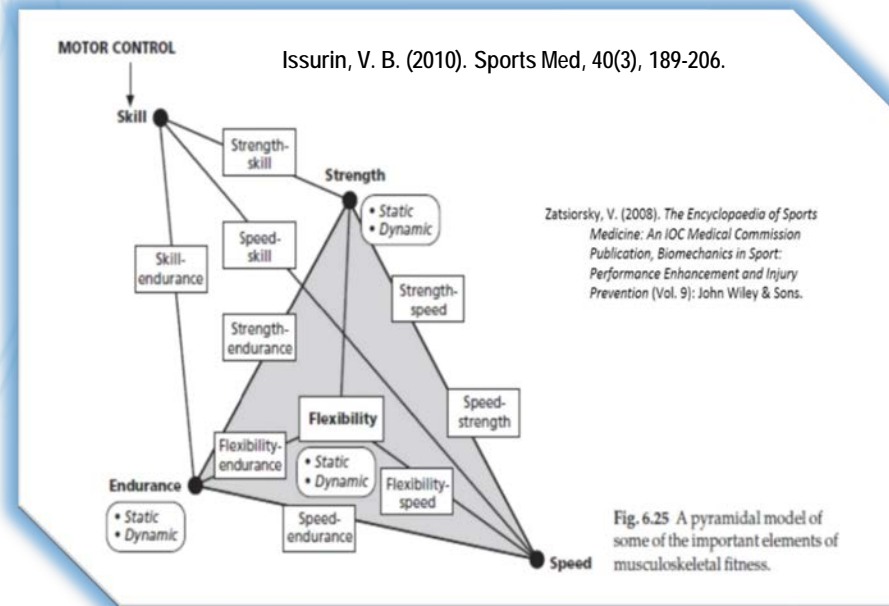 MOTOR CONTROL
Issurin, V. B. (2010). Sports Med, 40(3), 189-206.
Skill
Strength-
skill
Strength
• Static
• Dynamic
Zatsiorsky, V. (2008). The Encyclopaedia of Sports
Medicine: An IOC Medical Commission
Publication, Biomechanics in Sport:
Performance Enhancement and Injury
Prevention (Vol. 9): John Wiley & Sons.
Speed-
skill
Skill-
endurance
Strength-
speed
Strength-
endurance
Speed-
strength
Flexibility
Flexibility-
endurance
• Static
• Dynamic
Flexibility-
speed
Endurance
• Static
• Dynamic
Speed-
endurance
Speed
Fig. 6.25 A pyramidal model of
some of the important elements of
musculoskeletal fitness.